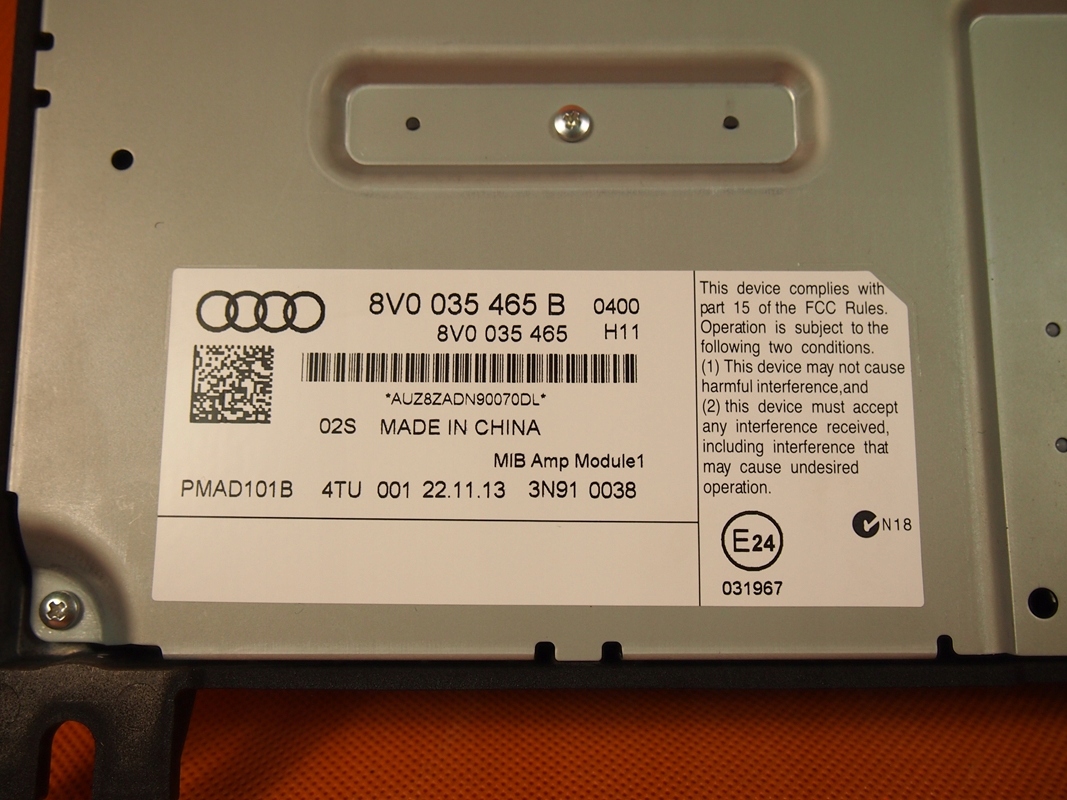 8V0 035 465 B 0400
8V0 035 465 H11
*AUZ8ZADN90070DL*
02S MADE IN CHINA
MIB Amp Module1
PMAD101B 4TU 001 22.11.13 3N91 0038
This device complies with
part 15 of the FCC Rules.
Operation is subject to the
following two conditions.
(1) This device may not cause
harmful interference,and
(2) this device must accept
any interference received,
including interference that
may cause undesired
operation.
E24
N18
031967